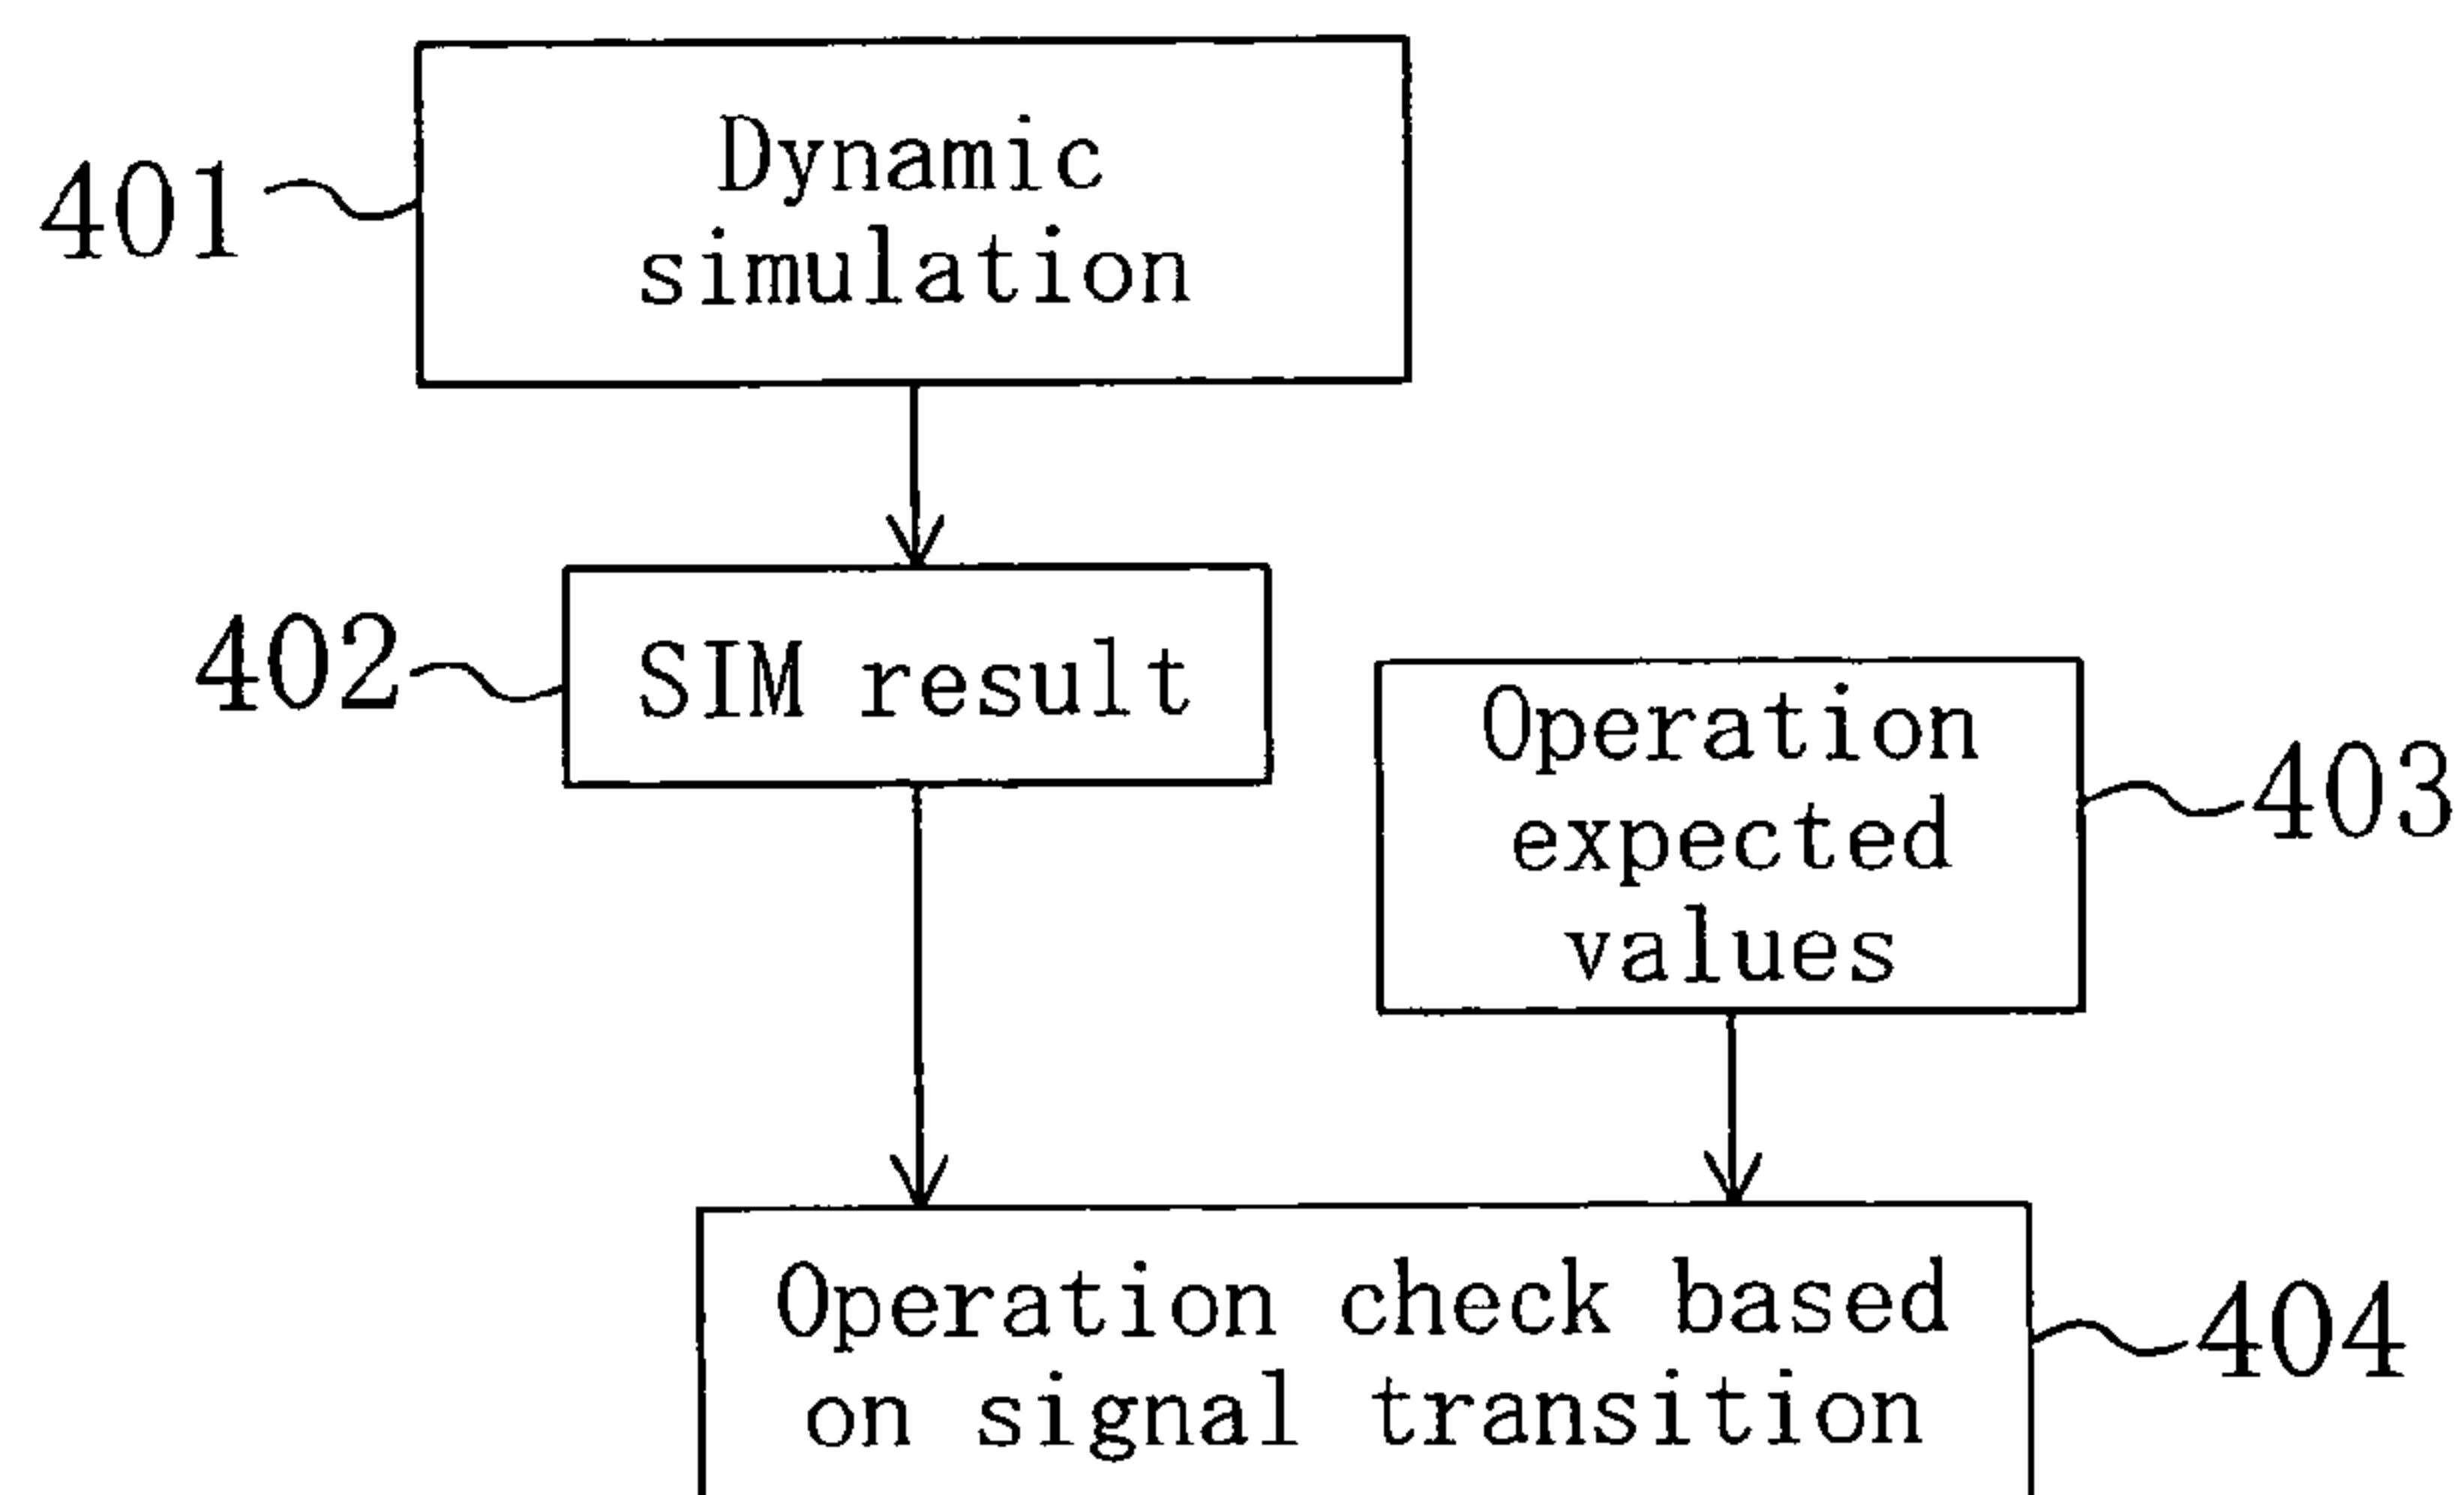 401
Dynamic
simulation
402
SIM result
Operation
expected
values
403
Operation check based
on signal transition
404